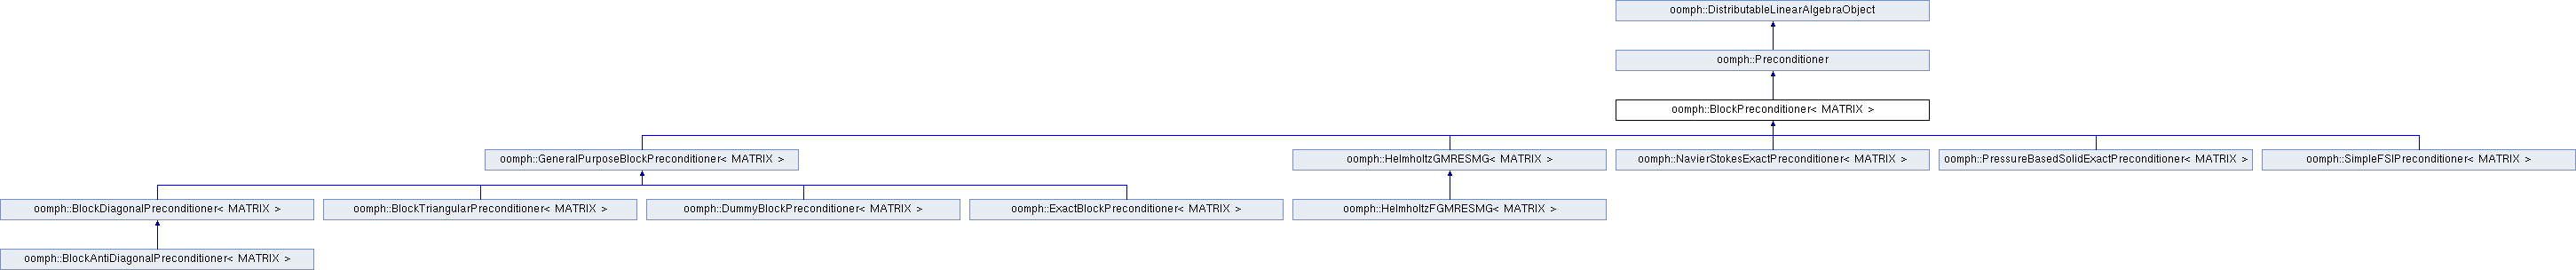 oomph::DistributableLinearAlgebraObject
oomph::Preconditioner
oomph::BlockPreconditioner< MATRIX >
oomph::GeneralPurposeBlockPreconditioner< MATRIX >
oomph::HelmholtzGMRESMG< MATRIX >
oomph::NavierStokesExactPreconditioner< MATRIX >
oomph::PressureBasedSolidExactPreconditioner< MATRIX >
oomph::SimpleFSIPreconditioner< MATRIX >
oomph::BlockDiagonalPreconditioner< MATRIX >
oomph::BlockTriangularPreconditioner< MATRIX >
oomph::DummyBlockPreconditioner< MATRIX >
oomph::ExactBlockPreconditioner< MATRIX >
oomph::HelmholtzFGMRESMG< MATRIX >
oomph::BlockAntiDiagonalPreconditioner< MATRIX >